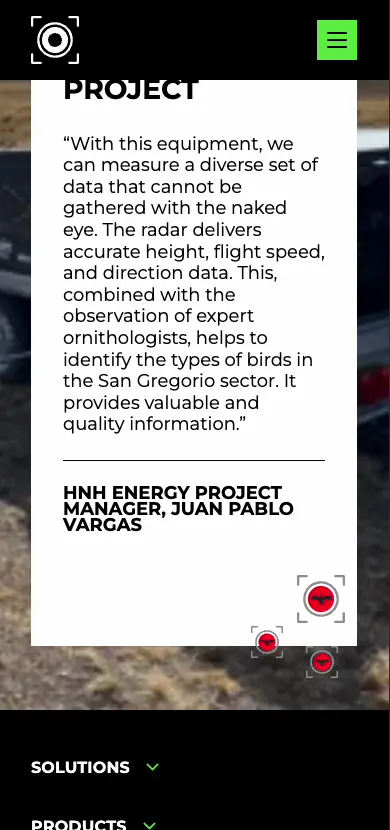 PROJECT
“With this equipment, we
can measure a diverse set of
data that cannot be
gathered with the naked
eye. The radar delivers
accurate height, flight speed,
and direction data. This,
combined with the
observation of expert
ornithologists, helps to
identify the types of birds in
the San Gregorio sector. It
provides valuable and
quality information.”
HNH ENERGY PROJECT
MANAGER, JUAN PABLO
VARGAS
SOLUTIONS
PRODUCTS